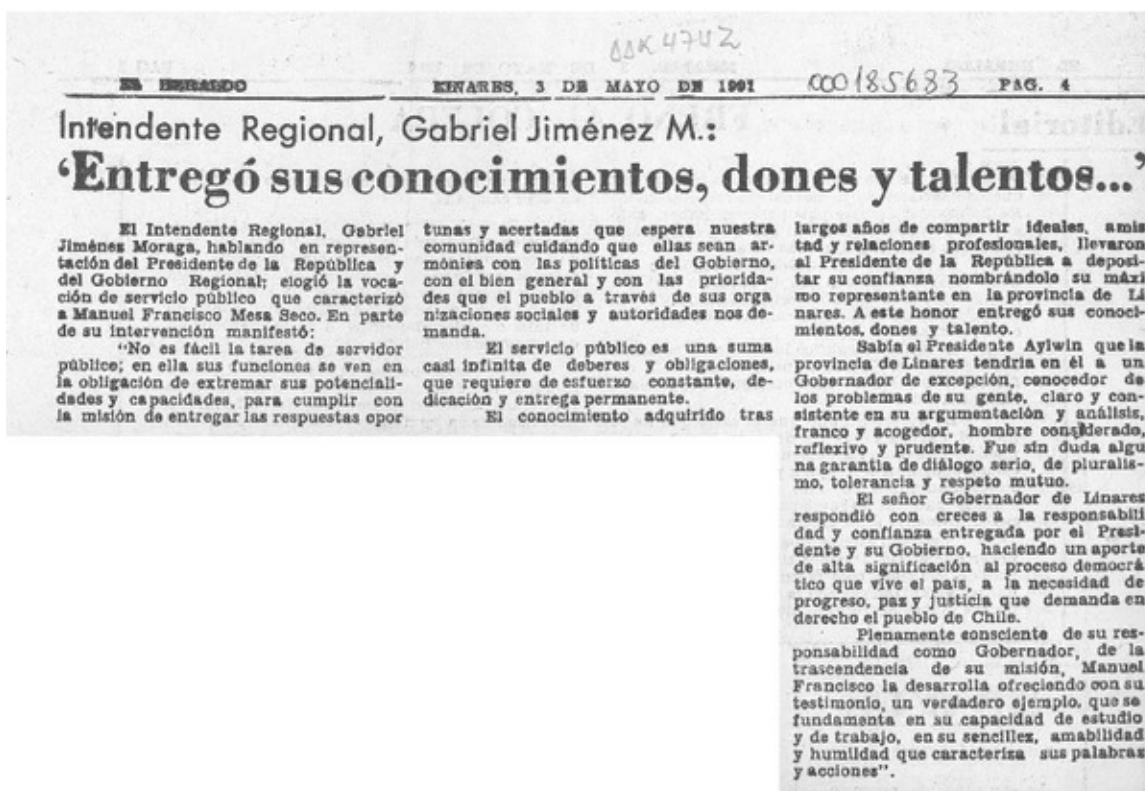 AAK 4742
EL HERALDO LINARES, 3 DE MAYO DE 1991 000185683 PAG. 4
Intendente Regional, Gabriel Jiménez M.:
‘Entregó sus conocimientos, dones y talentos...’
El Intendente Regional, Gabriel
Jiménes Moraga, hablando en represen-
tación del Presidente de la República y
del Gobierno Regional; elogió la voca-
ción de servicio público que caracterizó
a Manuel Francisco Mesa Seco. En parte
de su intervención manifestó:
“No es fácil la tarea de servidor
público; en ella sus funciones se ven en
la obligación de extremar sus potenciali-
dades y capacidades, para cumplir con
la misión de entregar las respuestas opor
tunas y acertadas que espera nuestra
comunidad cuidando que ellas sean ar-
mónics con las políticas del Gobierno,
con el bien general y con las priorida-
des que el pueblo a través de sus orga
nizaciones sociales y autoridades nos de-
manda.
El servicio público es una suma
casi infinita de deberes y obligaciones,
que requiere de esfuerzo constante, de-
dicación y entrega permanente.
El conocimiento adquirido tras
largos años de compartir ideales, amis
tad y relaciones profesionales, llevaron
al Presidente de la República a deposi-
tar su confianza nombrándolo su máxi
mo representante en la provincia de Li
nares. A este honor entregó sus conoci-
mientos, dones y talento.
Sabía el Presidente Aylwin que la
provincia de Linares tendria en él a un
Gobernador de excepción, conocedor de
los problemas de su gente, claro y con-
sistente en su argumentación y análisis,
franco y acogedor, hombre considerado,
reflexivo y prudente. Fue sin duda algu
na garantia de diálogo serio, de pluralis-
mo, tolerancia y respeto mutuo.
El señor Gobernador de Linares
respondió con creces a la responsabili
dad y confianza entregada por el Presi-
dente y su Gobierno, haciendo un aporte
de alta significación al proceso democrá
tico que vive el país, a la necesidad de
progreso, paz y justicia que demanda en
derecho el pueblo de Chile.
Plenamente consciente de su res-
ponsabilidad como Gobernador, de la
trascendencia de su misión, Manuel
Francisco la desarrolla ofreciendo con su
testimonio, un verdadero ejemplo, que se
fundamenta en su capacidad de estudio
y de trabajo, en su sencillez, amabilidad
y humildad que caracteriza sus palabras
y acciones”.